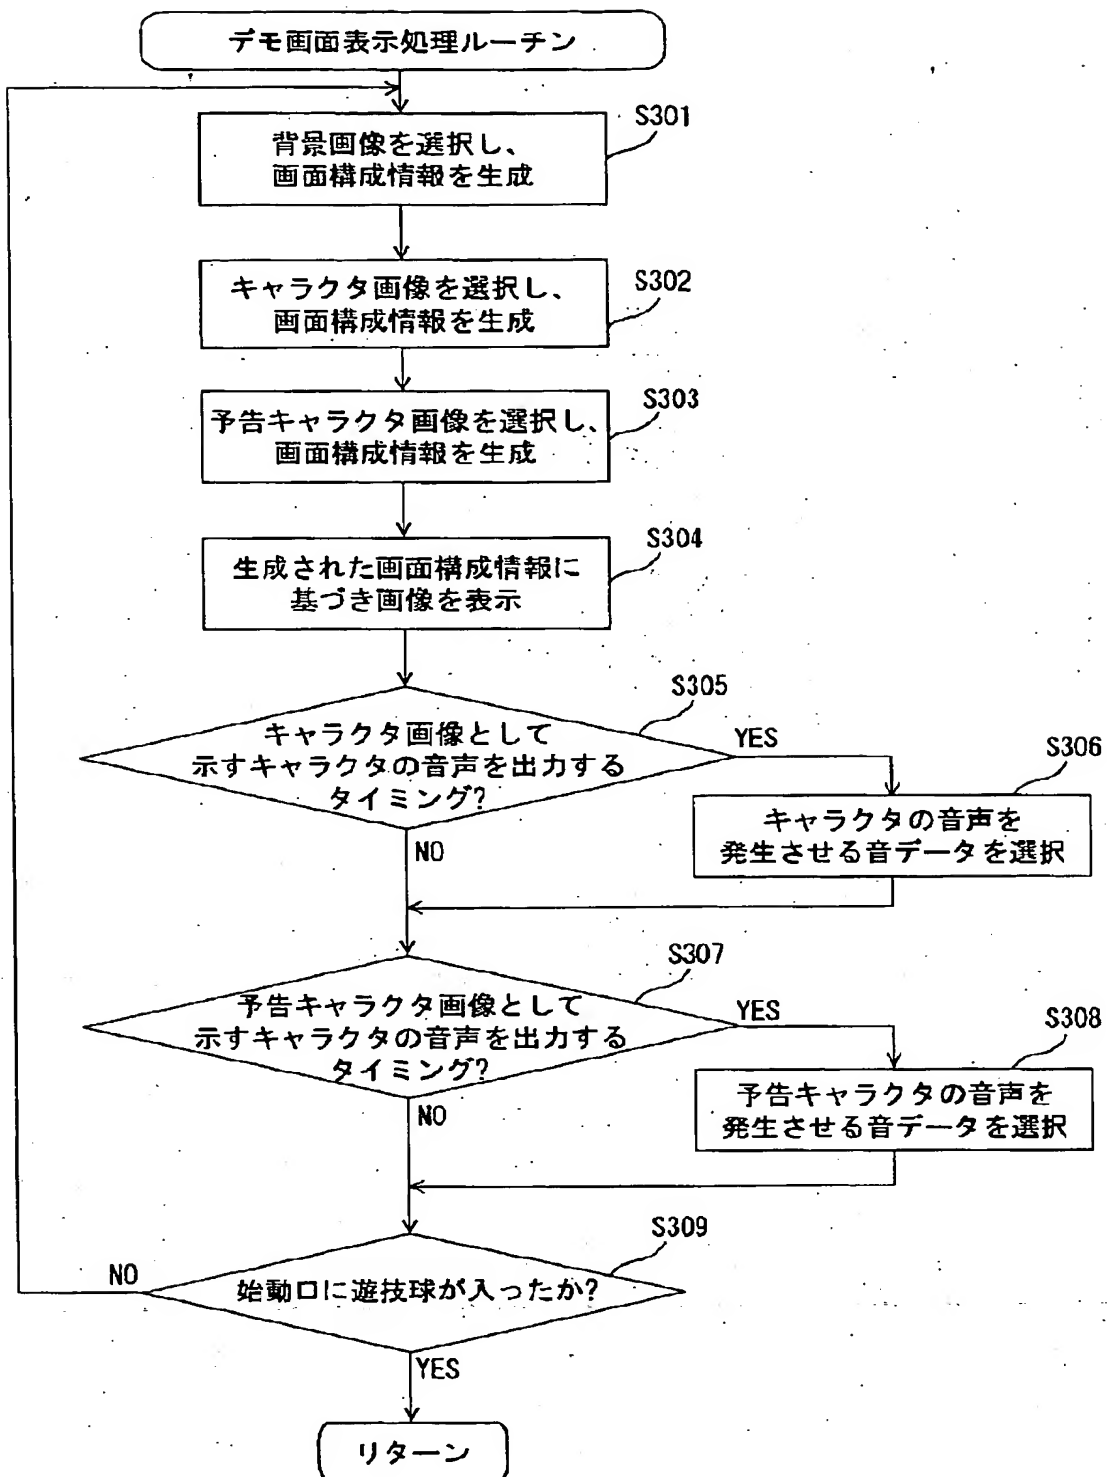 デモ画面表示処理ルーチン
S301
背景画像を選択し、
画面構成情報を生成
S302
キャラクタ画像を選択し、
画面構成情報を生成
S303
予告キャラクタ画像を選択し、
画面構成情報を生成
S304
生成された画面構成情報に
基づき画像を表示
S305
キャラクタ画像として
示すキャラクタの音声を出力する
タイミング?
YES
NO
S306
キャラクタの音声を
発生させる音データを選択
S307
予告キャラクタ画像として
示すキャラクタの音声を出力する
タイミング?
YES
NO
S308
予告キャラクタの音声を
発生させる音データを選択
S309
始動口に遊技球が入ったか?
NO
YES
リターン